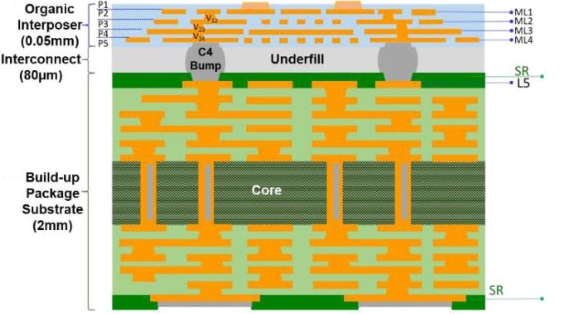 Organic
Interposer
(0.05mm)
P1
P2
P3
P4
P5
V12
V23
V34
ML1
ML2
ML3
ML4
Interconnect
(80µm)
C4
Bump
Underfill
SR
L5
Build-up
Package
Substrate
(2mm)
Core
SR